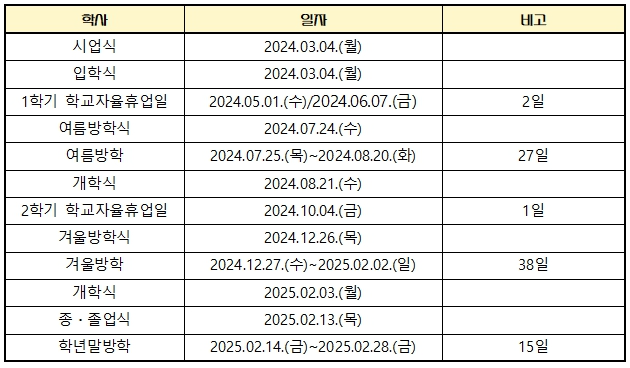 학사 일자 비고
시업식 2024.03.04.(월)
입학식 2024.03.04.(월)
1학기 학교자율휴업일 2024.05.01.(수)/2024.06.07.(금) 2일
여름방학식 2024.07.24.(수)
여름방학 2024.07.25.(목)~2024.08.20.(화) 27일
개학식 2024.08.21.(수)
2학기 학교자율휴업일 2024.10.04.(금) 1일
겨울방학식 2024.12.26.(목)
겨울방학 2024.12.27.(수)~2025.02.02.(일) 38일
개학식 2025.02.03.(월)
종・졸업식 2025.02.13.(목)
학년말방학 2025.02.14.(금)~2025.02.28.(금) 15일